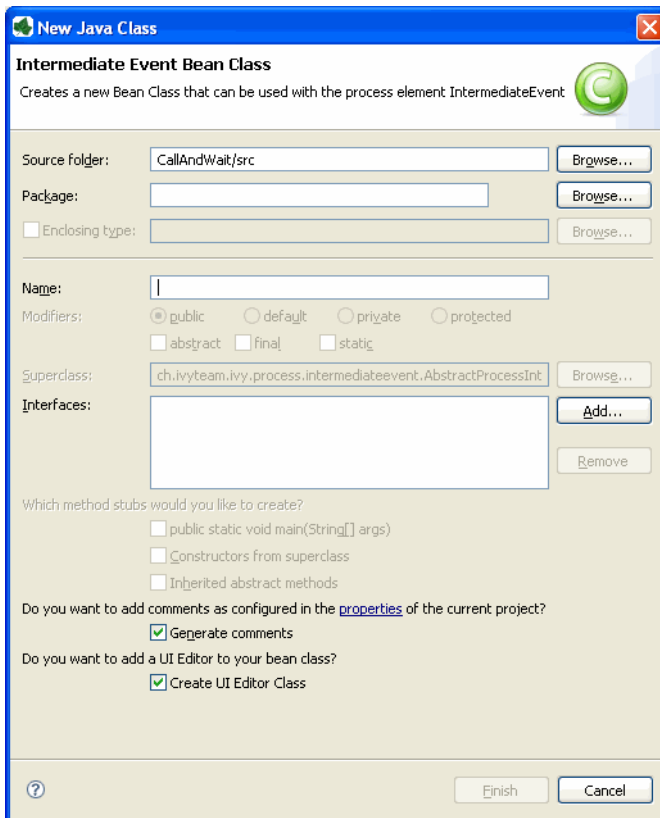 New Java Class
Intermediate Event Bean Class
Creates a new Bean Class that can be used with the process element IntermediateEvent
Source folder: CallAndWait/src Browse...
Package: Browse...
Enclosing type: Browse...
Name:
Modifiers: public default private protected
abstract final static
Superclass: ch.ivyteam.ivy.process.intermediateevent.AbstractProcessInt Browse...
Interfaces: Add...
Remove
Which method stubs would you like to create?
public static void main(String[] args)
Constructors from superclass
Inherited abstract methods
Do you want to add comments as configured in the properties of the current project?
Generate comments
Do you want to add a UI Editor to your bean class?
Create UI Editor Class
? Finish Cancel